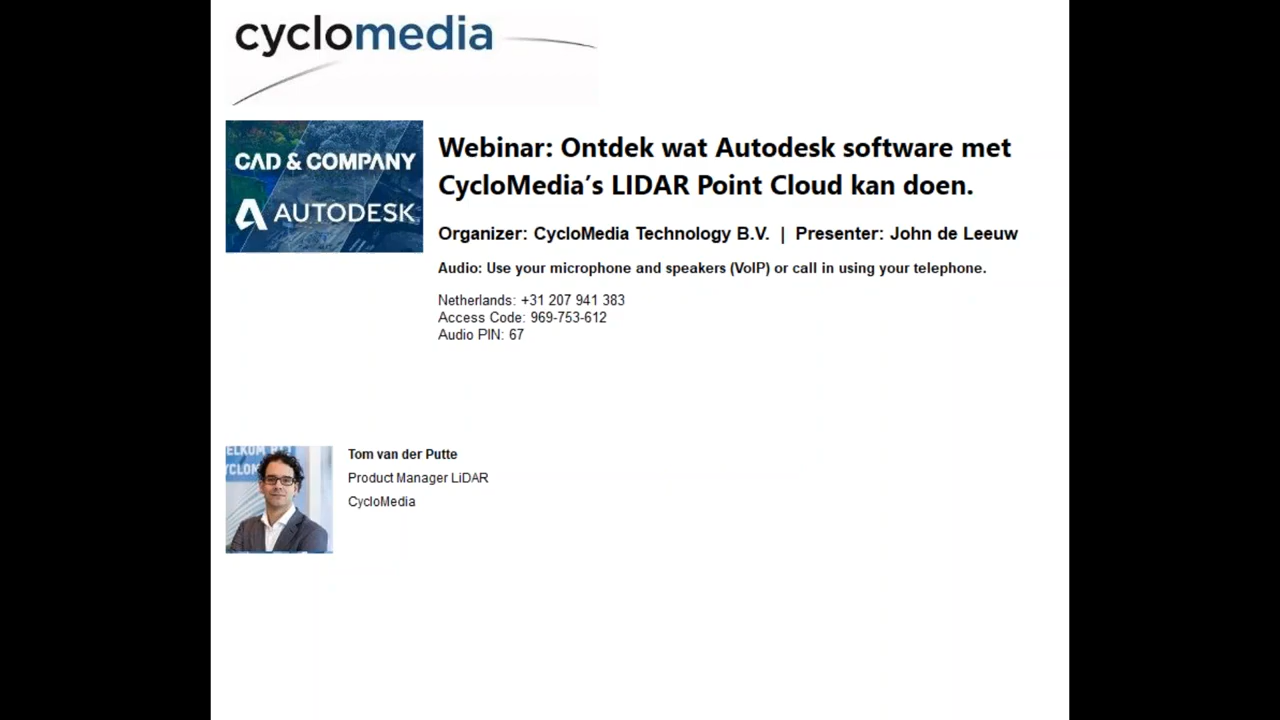 cyclomedia
CAD & COMPANY
AUTODESK
Webinar: Ontdek wat Autodesk software met
CycloMedia’s LIDAR Point Cloud kan doen.
Organizer: CycloMedia Technology B.V. | Presenter: John de Leeuw
Audio: Use your microphone and speakers (VoIP) or call in using your telephone.
Netherlands: +31 207 941 383
Access Code: 969-753-612
Audio PIN: 67
Tom van der Putte
Product Manager LiDAR
CycloMedia